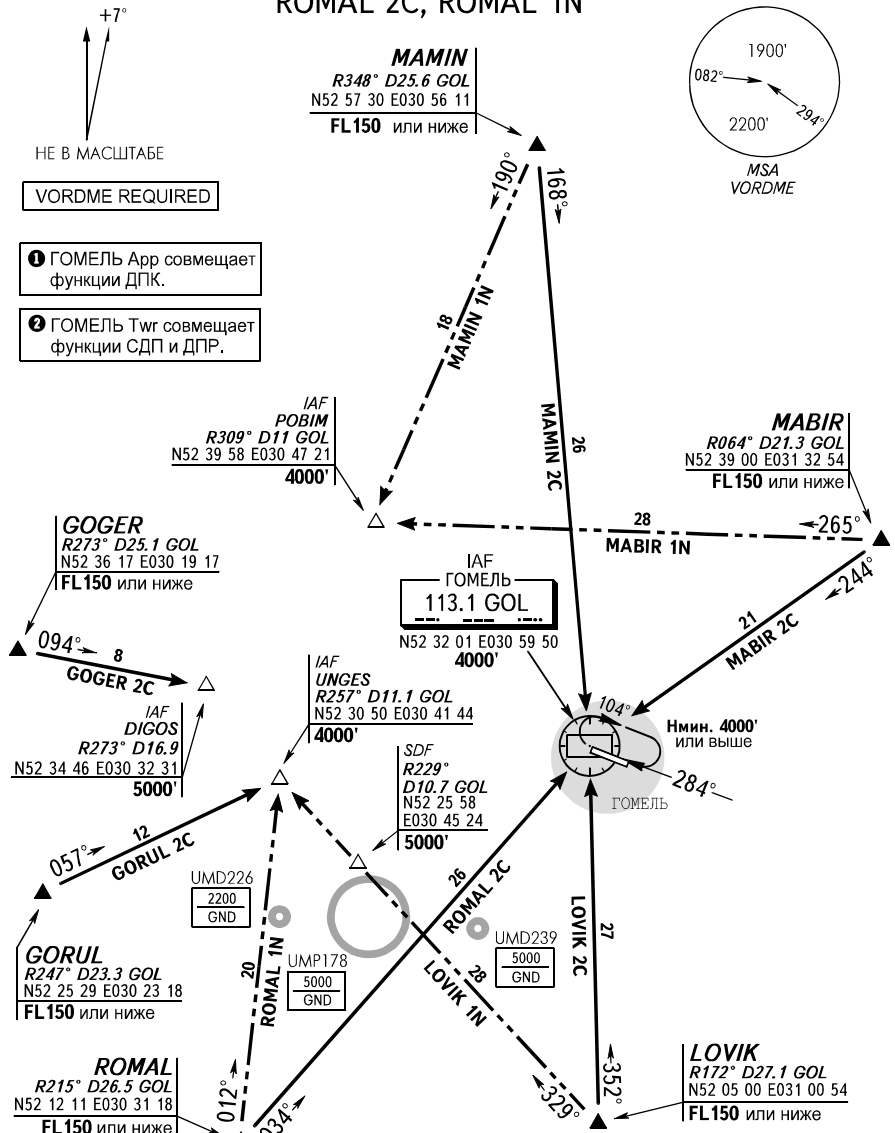 ROMAL 2C, ROMAL 1N
+7°
НЕ В МАСШТАБЕ
VORDME REQUIRED
❶ ГОМЕЛЬ App совмещает
функции ДПК.
❷ ГОМЕЛЬ Twr совмещает
функции СДП и ДПР.
MAMIN
R348° D25.6 GOL
N52 57 30 E030 56 11
FL150 или ниже
1900'
082°
294°
2200'
MSA
VORDME
190°
168°
18
MAMIN 1N
26
MAMIN 2C
IAF
POBIM
R309° D11 GOL
N52 39 58 E030 47 21
4000'
MABIR
R064° D21.3 GOL
N52 39 00 E031 32 54
FL150 или ниже
28
265°
MABIR 1N
244°
21
MABIR 2C
GOGER
R273° D25.1 GOL
N52 36 17 E030 19 17
FL150 или ниже
094°
8
GOGER 2C
IAF
ГОМЕЛЬ
113.1 GOL
N52 32 01 E030 59 50
4000'
IAF
DIGOS
R273° D16.9
N52 34 46 E030 32 31
5000'
IAF
UNGES
R257° D11.1 GOL
N52 30 50 E030 41 44
4000'
SDF
R229°
D10.7 GOL
N52 25 58
E030 45 24
5000'
104°
Hмин. 4000'
или выше
284°
ГОМЕЛЬ
057°
12
GORUL 2C
UMD226
2200
GND
GORUL
R247° D23.3 GOL
N52 25 29 E030 23 18
FL150 или ниже
20
ROMAL 1N
UMP178
5000
GND
26
ROMAL 2C
UMD239
5000
GND
28
LOVIK 1N
27
LOVIK 2C
ROMAL
R215° D26.5 GOL
N52 12 11 E030 31 18
FL150 или ниже
012°
034°
329°
352°
LOVIK
R172° D27.1 GOL
N52 05 00 E031 00 54
FL150 или ниже